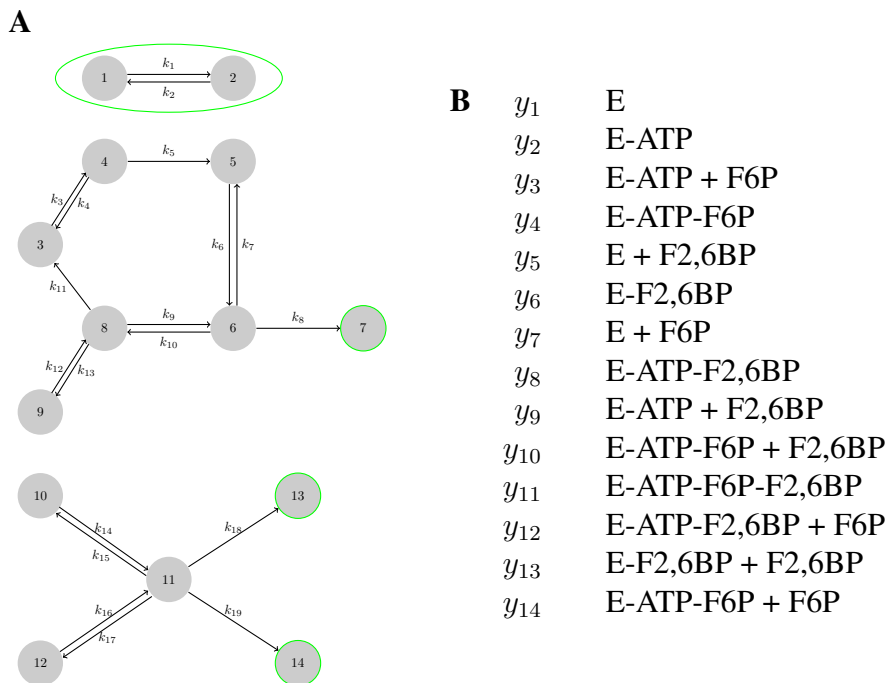 A
k₁
1
2
k₂
4
k₅
5
k₃
k₄
3
k₆
k₇
k₁₁
8
k₉
k₁₀
6
k₈
7
k₁₂
k₁₃
9
10
k₁₄
k₁₅
k₁₈
13
11
k₁₆
k₁₇
k₁₉
12
14
B
y₁ E
y₂ E-ATP
y₃ E-ATP + F6P
y₄ E-ATP-F6P
y₅ E + F2,6BP
y₆ E-F2,6BP
y₇ E + F6P
y₈ E-ATP-F2,6BP
y₉ E-ATP + F2,6BP
y₁₀ E-ATP-F6P + F2,6BP
y₁₁ E-ATP-F6P-F2,6BP
y₁₂ E-ATP-F2,6BP + F6P
y₁₃ E-F2,6BP + F2,6BP
y₁₄ E-ATP-F6P + F6P